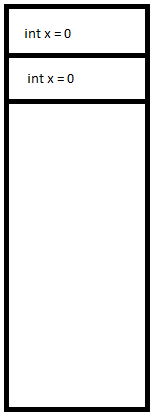 int x = 0
int x = 0